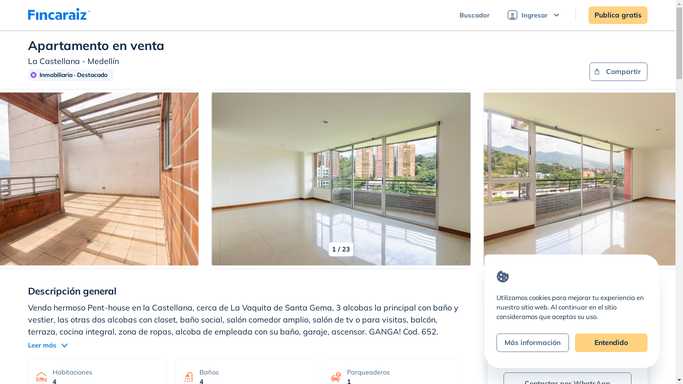 Fincaraiz
Buscador
Ingresar
Publica gratis
Apartamento en venta
La Castellana - Medellín
Inmobiliaria · Destacado
Compartir
1 / 23
Descripción general
Vendo hermoso Pent-house en la Castellana, cerca de La Vaquita de Santa Gema, 3 alcobas la principal con baño y
vestier, las otras dos alcobas con closet, baño social, salón comedor amplio, salón de tv o para visitas, balcón,
terraza, cocina integral, zona de ropas, alcoba de empleada con su baño, garaje, ascensor. GANGA! Cod. 652.
Leer más
Habitaciones
4
Baños
4
Parqueaderos
1
Utilizamos cookies para mejorar tu experiencia en
nuestro sitio web. Al continuar en el sitio
consideramos que aceptas su uso.
Más información
Entendido
Contactar por WhatsApp